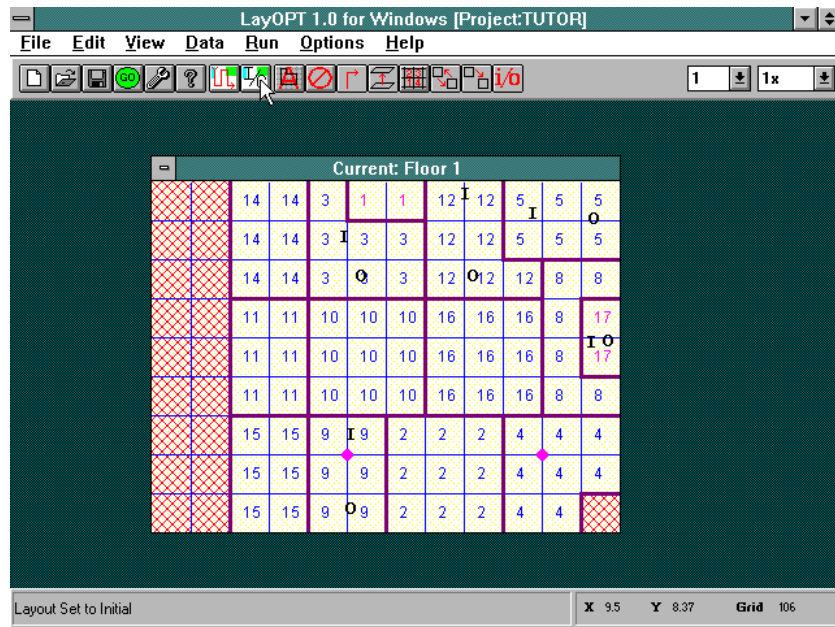 LayOPT 1.0 for Windows [Project:TUTOR]
File Edit View Data Run Options Help
GO ? i/o 1 1x
Current: Floor 1
14 14 3 1 1 12 I 12 5 I 5 5 O
14 14 3 I 3 3 12 12 5 5 5
14 14 3 O 3 12 O 12 12 8 8
11 11 10 10 10 16 16 16 8 17
11 11 10 10 10 16 16 16 8 I O 17
11 11 10 10 10 16 16 16 8 8
15 15 9 I 9 2 2 2 4 4 4
15 15 9 9 2 2 2 4 4 4
15 15 9 O 9 2 2 2 4 4
Layout Set to Initial X 9.5 Y 8.37 Grid 106